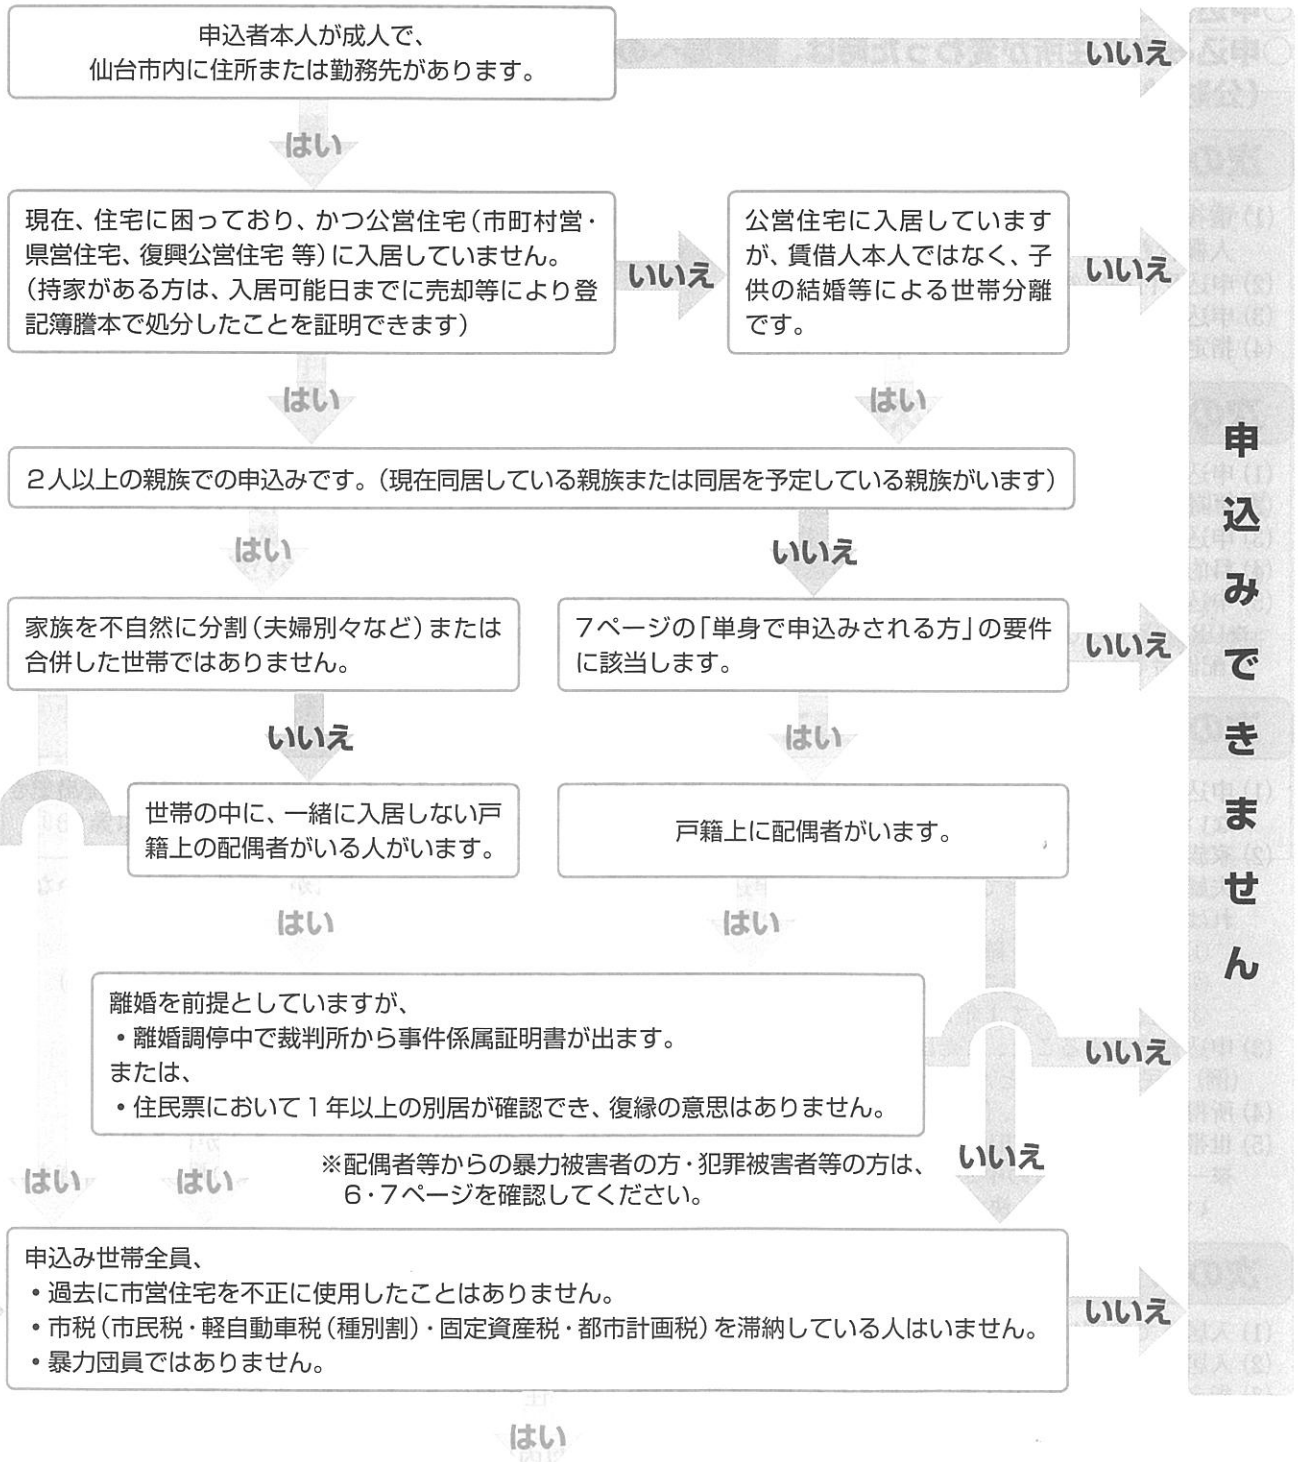 申込者本人が成人で、
仙台市内に住所または勤務先があります。
いいえ
はい
現在、住宅に困っており、かつ公営住宅(市町村営・
県営住宅、復興公営住宅 等)に入居していません。
(持家がある方は、入居可能日までに売却等により登
記簿謄本で処分したことを証明できます)
いいえ
公営住宅に入居しています
が、賃借人本人ではなく、子
供の結婚等による世帯分離
です。
いいえ
はい
はい
2人以上の親族での申込みです。(現在同居している親族または同居を予定している親族がいます)
はい
いいえ
家族を不自然に分割(夫婦別々など)または
合併した世帯ではありません。
7ページの「単身で申込みされる方」の要件
に該当します。
いいえ
いいえ
はい
世帯の中に、一緒に入居しない戸
籍上の配偶者がいる人がいます。
戸籍上に配偶者がいます。
はい
はい
離婚を前提としていますが、
・離婚調停中で裁判所から事件係属証明書が出ます。
または、
・住民票において1年以上の別居が確認でき、復縁の意思はありません。
いいえ
いいえ
※配偶者等からの暴力被害者の方・犯罪被害者等の方は、
6・7ページを確認してください。
はい
はい
申込み世帯全員、
・過去に市営住宅を不正に使用したことはありません。
・市税(市民税・軽自動車税(種別割)・固定資産税・都市計画税)を滞納している人はいません。
・暴力団員ではありません。
いいえ
はい
申込みできません